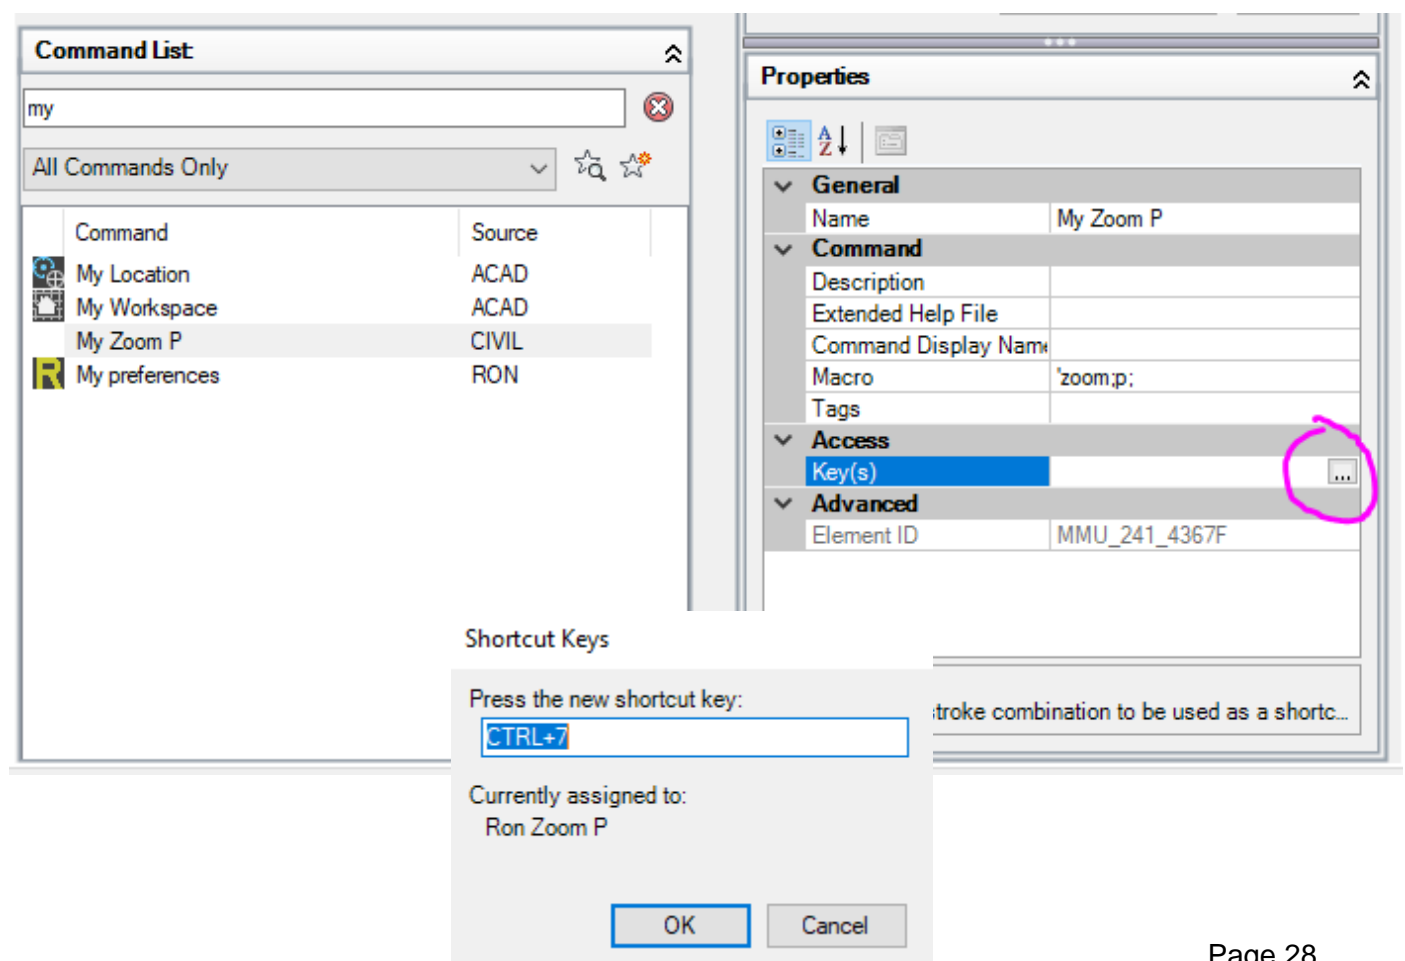 Command List:
my
All Commands Only
Command Source
My Location ACAD
My Workspace ACAD
My Zoom P CIVIL
My preferences RON
Properties
General
Name My Zoom P
Command
Description
Extended Help File
Command Display Name
Macro 'zoom;p;
Tags
Access
Key(s) ...
Advanced
Element ID MMU_241_4367F
stroke combination to be used as a shortc...
Shortcut Keys
Press the new shortcut key:
CTRL+7
Currently assigned to:
Ron Zoom P
OK Cancel
Page 28